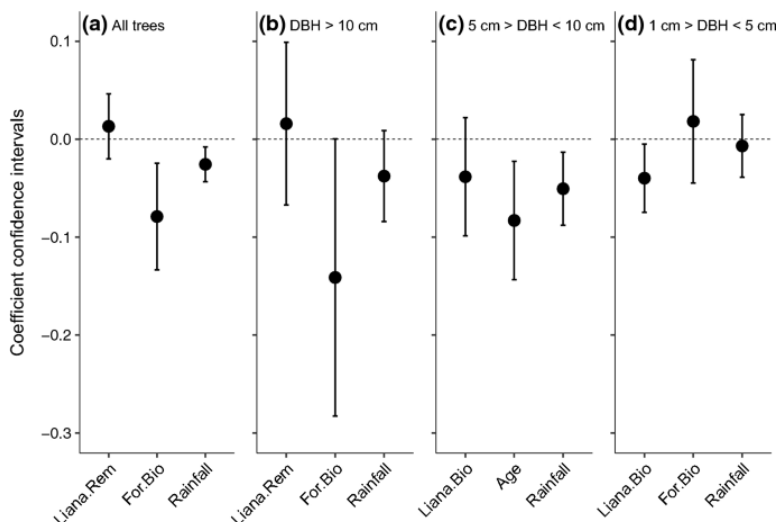 (a) All trees
(b) DBH > 10 cm
(c) 5 cm > DBH < 10 cm
(d) 1 cm > DBH < 5 cm
Coefficient confidence intervals
0.1
0.0
−0.1
−0.2
−0.3
Liana.Rem
For.Bio
Rainfall
Liana.Rem
For.Bio
Rainfall
Liana.Bio
Age
Rainfall
Liana.Bio
For.Bio
Rainfall